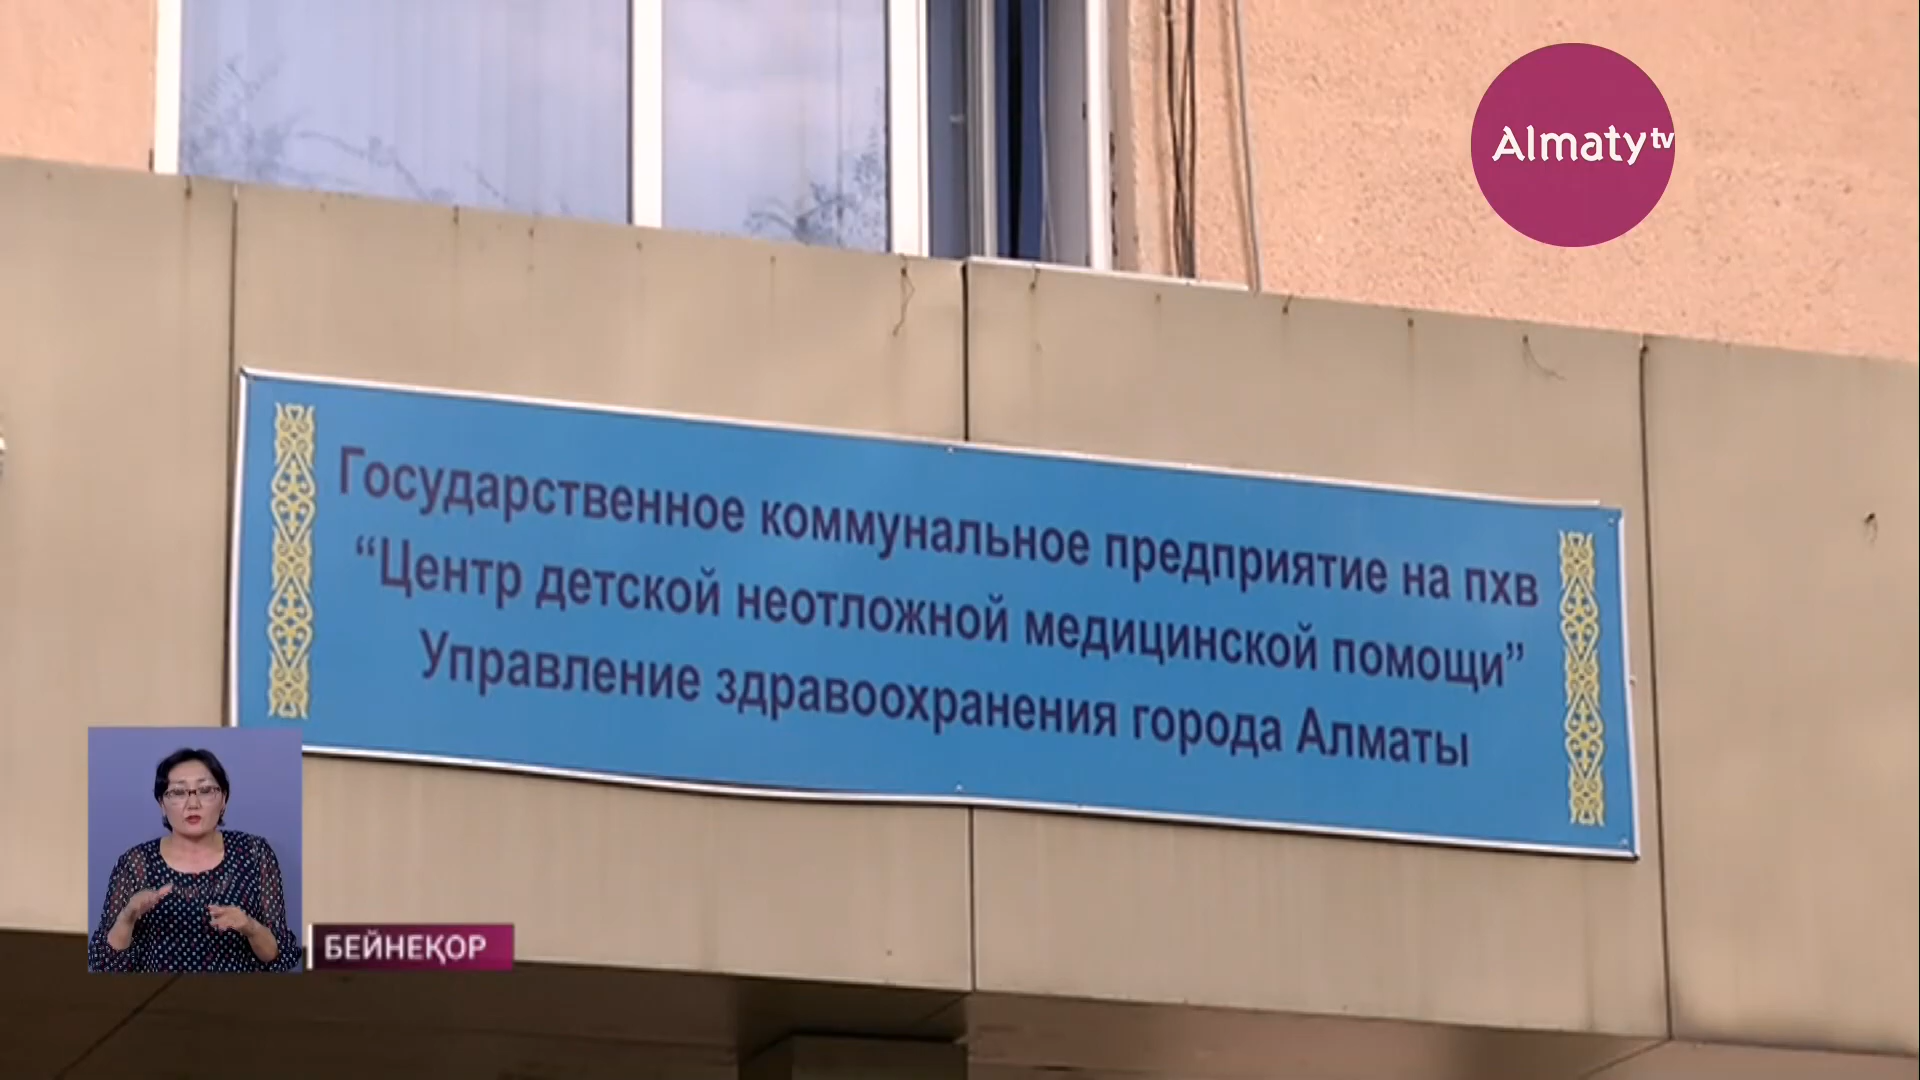 Almaty tv
Государственное коммунальное предприятие на пхв
“Центр детской неотложной медицинской помощи”
Управление здравоохранения города Алматы
БЕЙНЕҚОР